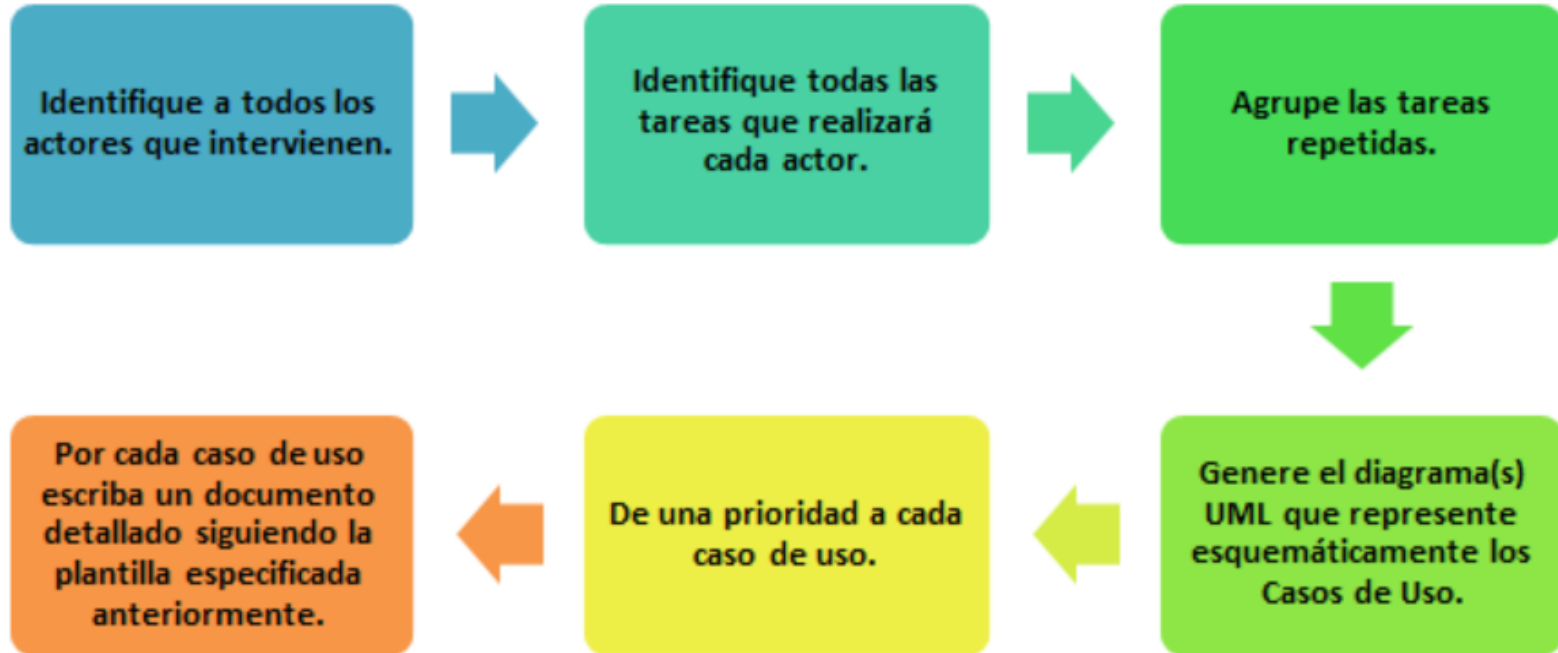 Identifique a todos los
actores que intervienen.
Identifique todas las
tareas que realizará
cada actor.
Agrupe las tareas
repetidas.
Genere el diagrama(s)
UML que represente
esquemáticamente los
Casos de Uso.
De una prioridad a cada
caso de uso.
Por cada caso de uso
escriba un documento
detallado siguiendo la
plantilla especificada
anteriormente.